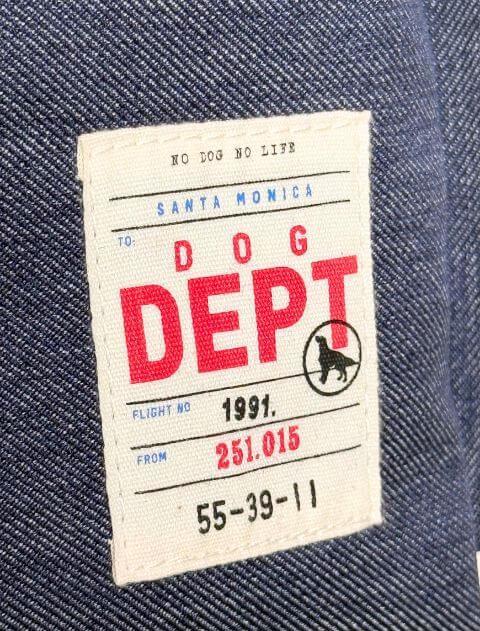 NO DOG NO LIFE
SANTA MONICA
TO:
DOG
DEPT
FLIGHT NO 1991.
FROM 251.015
55-39-11